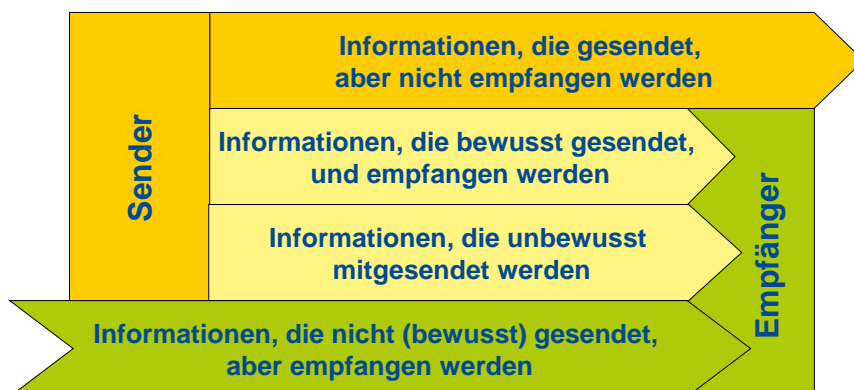 Informationen, die gesendet,
aber nicht empfangen werden
Sender
Informationen, die bewusst gesendet,
und empfangen werden
Informationen, die unbewusst
mitgesendet werden
Empfänger
Informationen, die nicht (bewusst) gesendet,
aber empfangen werden